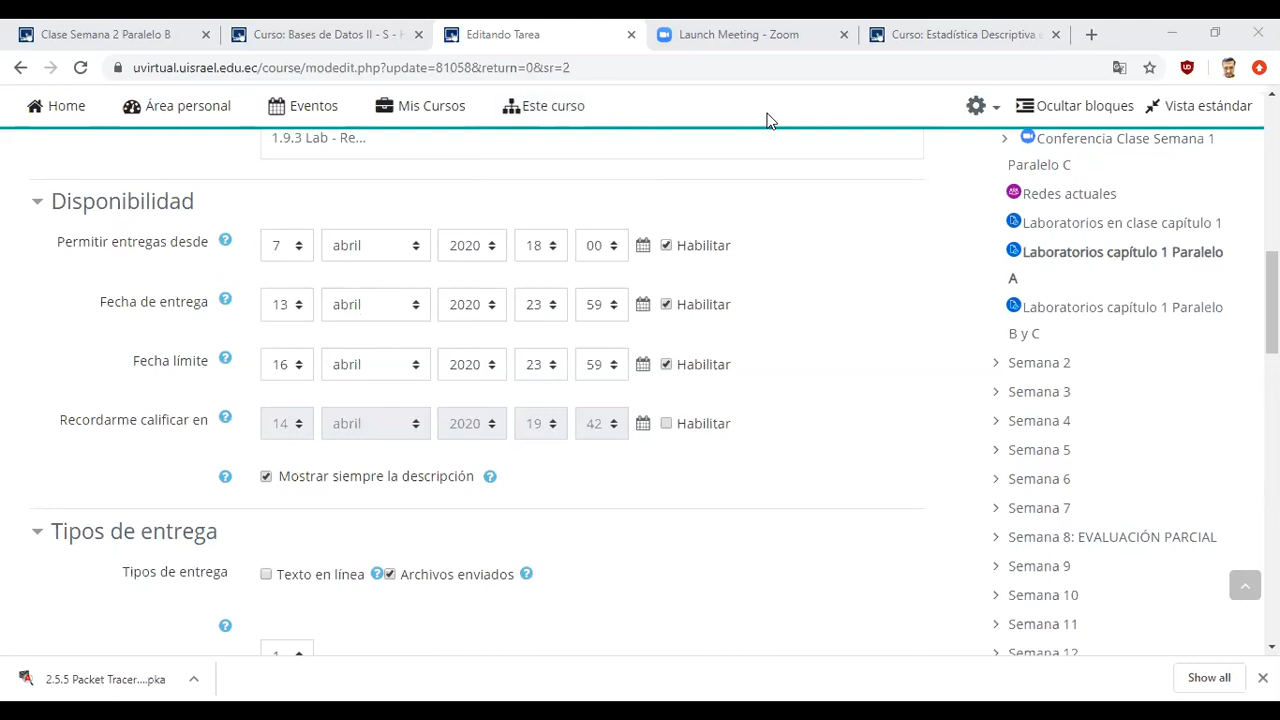 Clase Semana 2 Paralelo B
Curso: Bases de Datos II - S -
Editando Tarea
Launch Meeting - Zoom
Curso: Estadística Descriptiva e
uvirtual.uisrael.edu.ec/course/modedit.php?update=81058&return=0&sr=2
Home
Área personal
Eventos
Mis Cursos
Este curso
Ocultar bloques
Vista estándar
1.9.3 Lab - Re...
Disponibilidad
Permitir entregas desde
7 abril 2020 18 00 Habilitar
Fecha de entrega
13 abril 2020 23 59 Habilitar
Fecha límite
16 abril 2020 23 59 Habilitar
Recordarme calificar en
14 abril 2020 19 42 Habilitar
Mostrar siempre la descripción
Tipos de entrega
Tipos de entrega
Texto en línea
Archivos enviados
Conferencia Clase Semana 1
Paralelo C
Redes actuales
Laboratorios en clase capítulo 1
Laboratorios capítulo 1 Paralelo
A
Laboratorios capítulo 1 Paralelo
B y C
Semana 2
Semana 3
Semana 4
Semana 5
Semana 6
Semana 7
Semana 8: EVALUACIÓN PARCIAL
Semana 9
Semana 10
Semana 11
Semana 12
2.5.5 Packet Tracer....pka
Show all